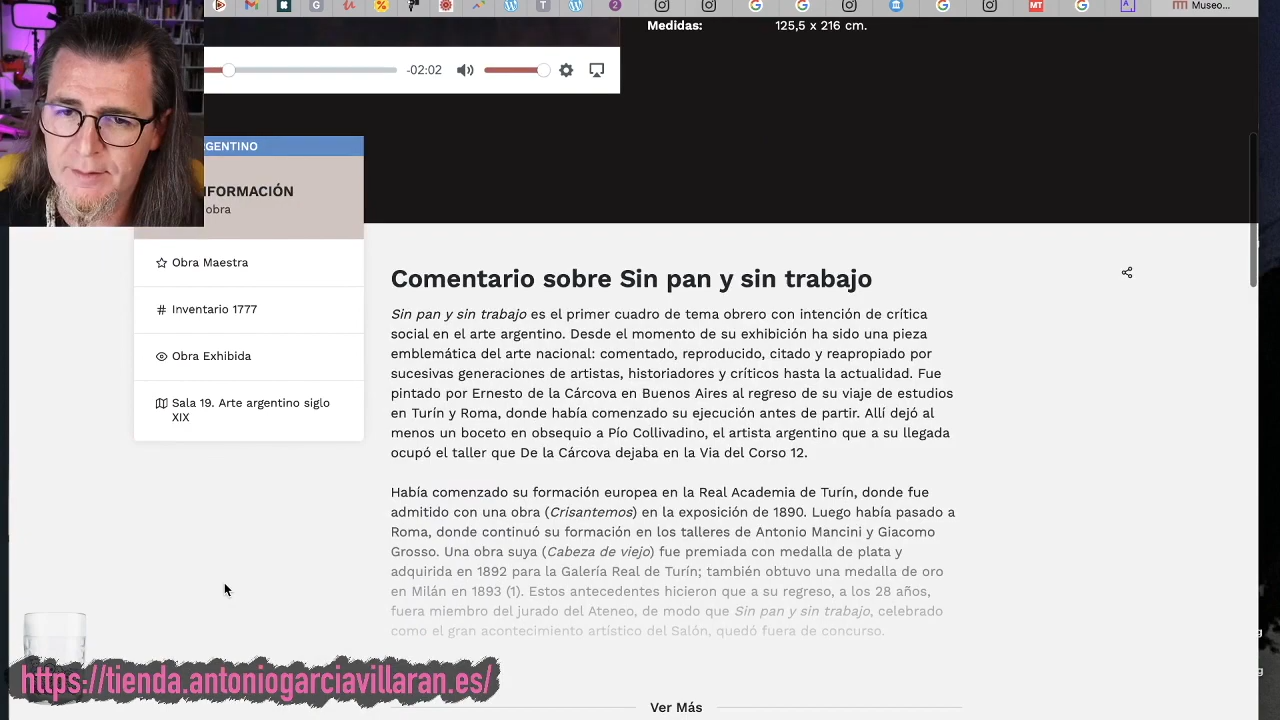 Museo...
Medidas: 125,5 x 216 cm.
-02:02
RGENTINO
NFORMACIÓN
obra
Obra Maestra
# Inventario 1777
Obra Exhibida
Sala 19. Arte argentino siglo
XIX
Comentario sobre Sin pan y sin trabajo
Sin pan y sin trabajo es el primer cuadro de tema obrero con intención de crítica
social en el arte argentino. Desde el momento de su exhibición ha sido una pieza
emblemática del arte nacional: comentado, reproducido, citado y reapropiado por
sucesivas generaciones de artistas, historiadores y críticos hasta la actualidad. Fue
pintado por Ernesto de la Cárcova en Buenos Aires al regreso de su viaje de estudios
en Turín y Roma, donde había comenzado su ejecución antes de partir. Allí dejó al
menos un boceto en obsequio a Pío Collivadino, el artista argentino que a su llegada
ocupó el taller que De la Cárcova dejaba en la Via del Corso 12.
Había comenzado su formación europea en la Real Academia de Turín, donde fue
admitido con una obra (Crisantemos) en la exposición de 1890. Luego había pasado a
Roma, donde continuó su formación en los talleres de Antonio Mancini y Giacomo
Grosso. Una obra suya (Cabeza de viejo) fue premiada con medalla de plata y
adquirida en 1892 para la Galería Real de Turín; también obtuvo una medalla de oro
en Milán en 1893 (1). Estos antecedentes hicieron que a su regreso, a los 28 años,
fuera miembro del jurado del Ateneo, de modo que Sin pan y sin trabajo, celebrado
como el gran acontecimiento artístico del Salón, quedó fuera de concurso.
https://tienda.antoniogarciavillaran.es/
Ver Más